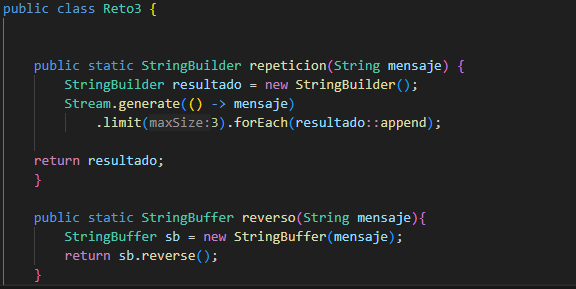 public class Reto3 {
public static StringBuilder repeticion(String mensaje) {
StringBuilder resultado = new StringBuilder();
Stream.generate(() -> mensaje)
.limit(maxSize:3).forEach(resultado::append);
return resultado;
}
public static StringBuffer reverso(String mensaje){
StringBuffer sb = new StringBuffer(mensaje);
return sb.reverse();
}